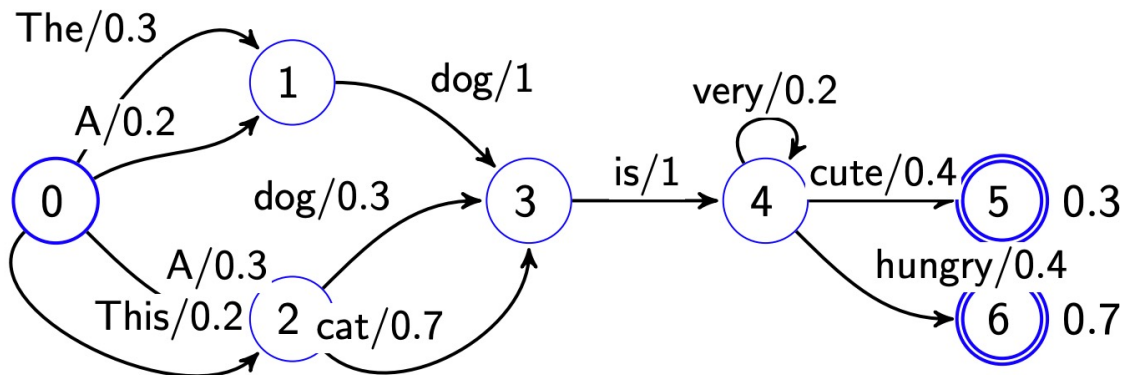 The/0.3
1
dog/1
very/0.2
A/0.2
0
dog/0.3
3
is/1
4
cute/0.4
5
0.3
A/0.3
hungry/0.4
This/0.2
2
cat/0.7
6
0.7